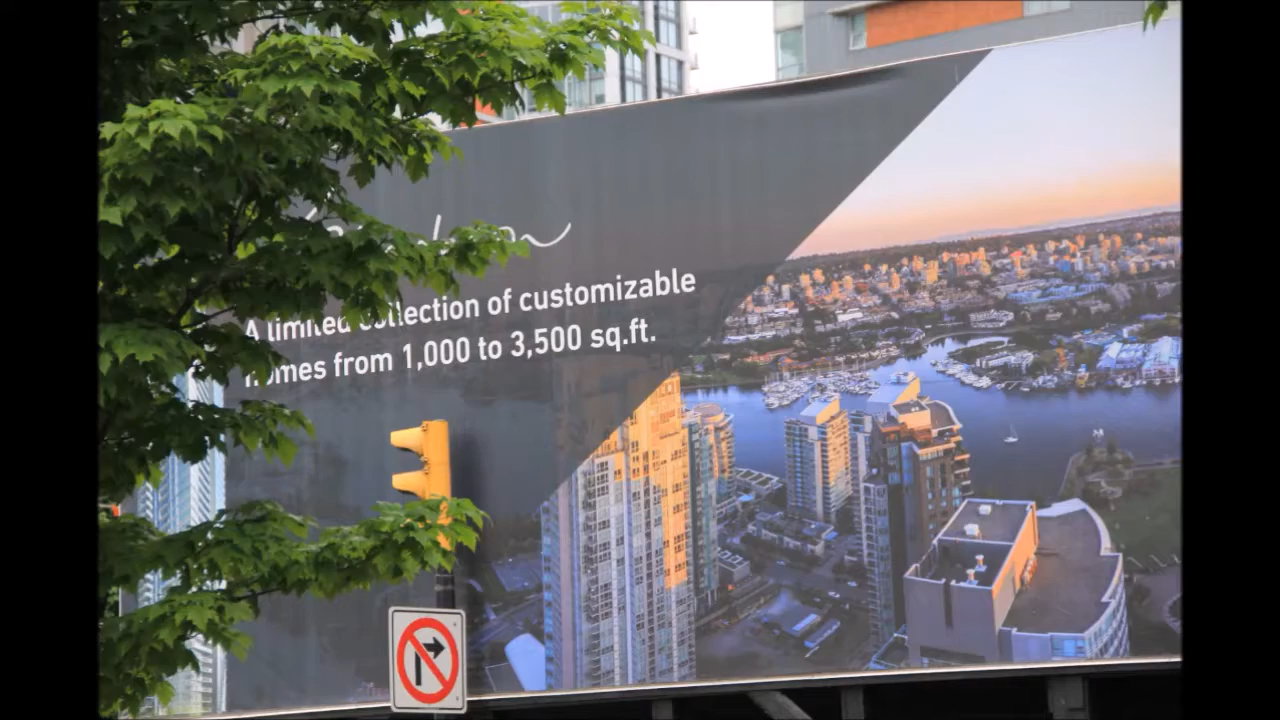 A limited collection of customizable
homes from 1,000 to 3,500 sq.ft.